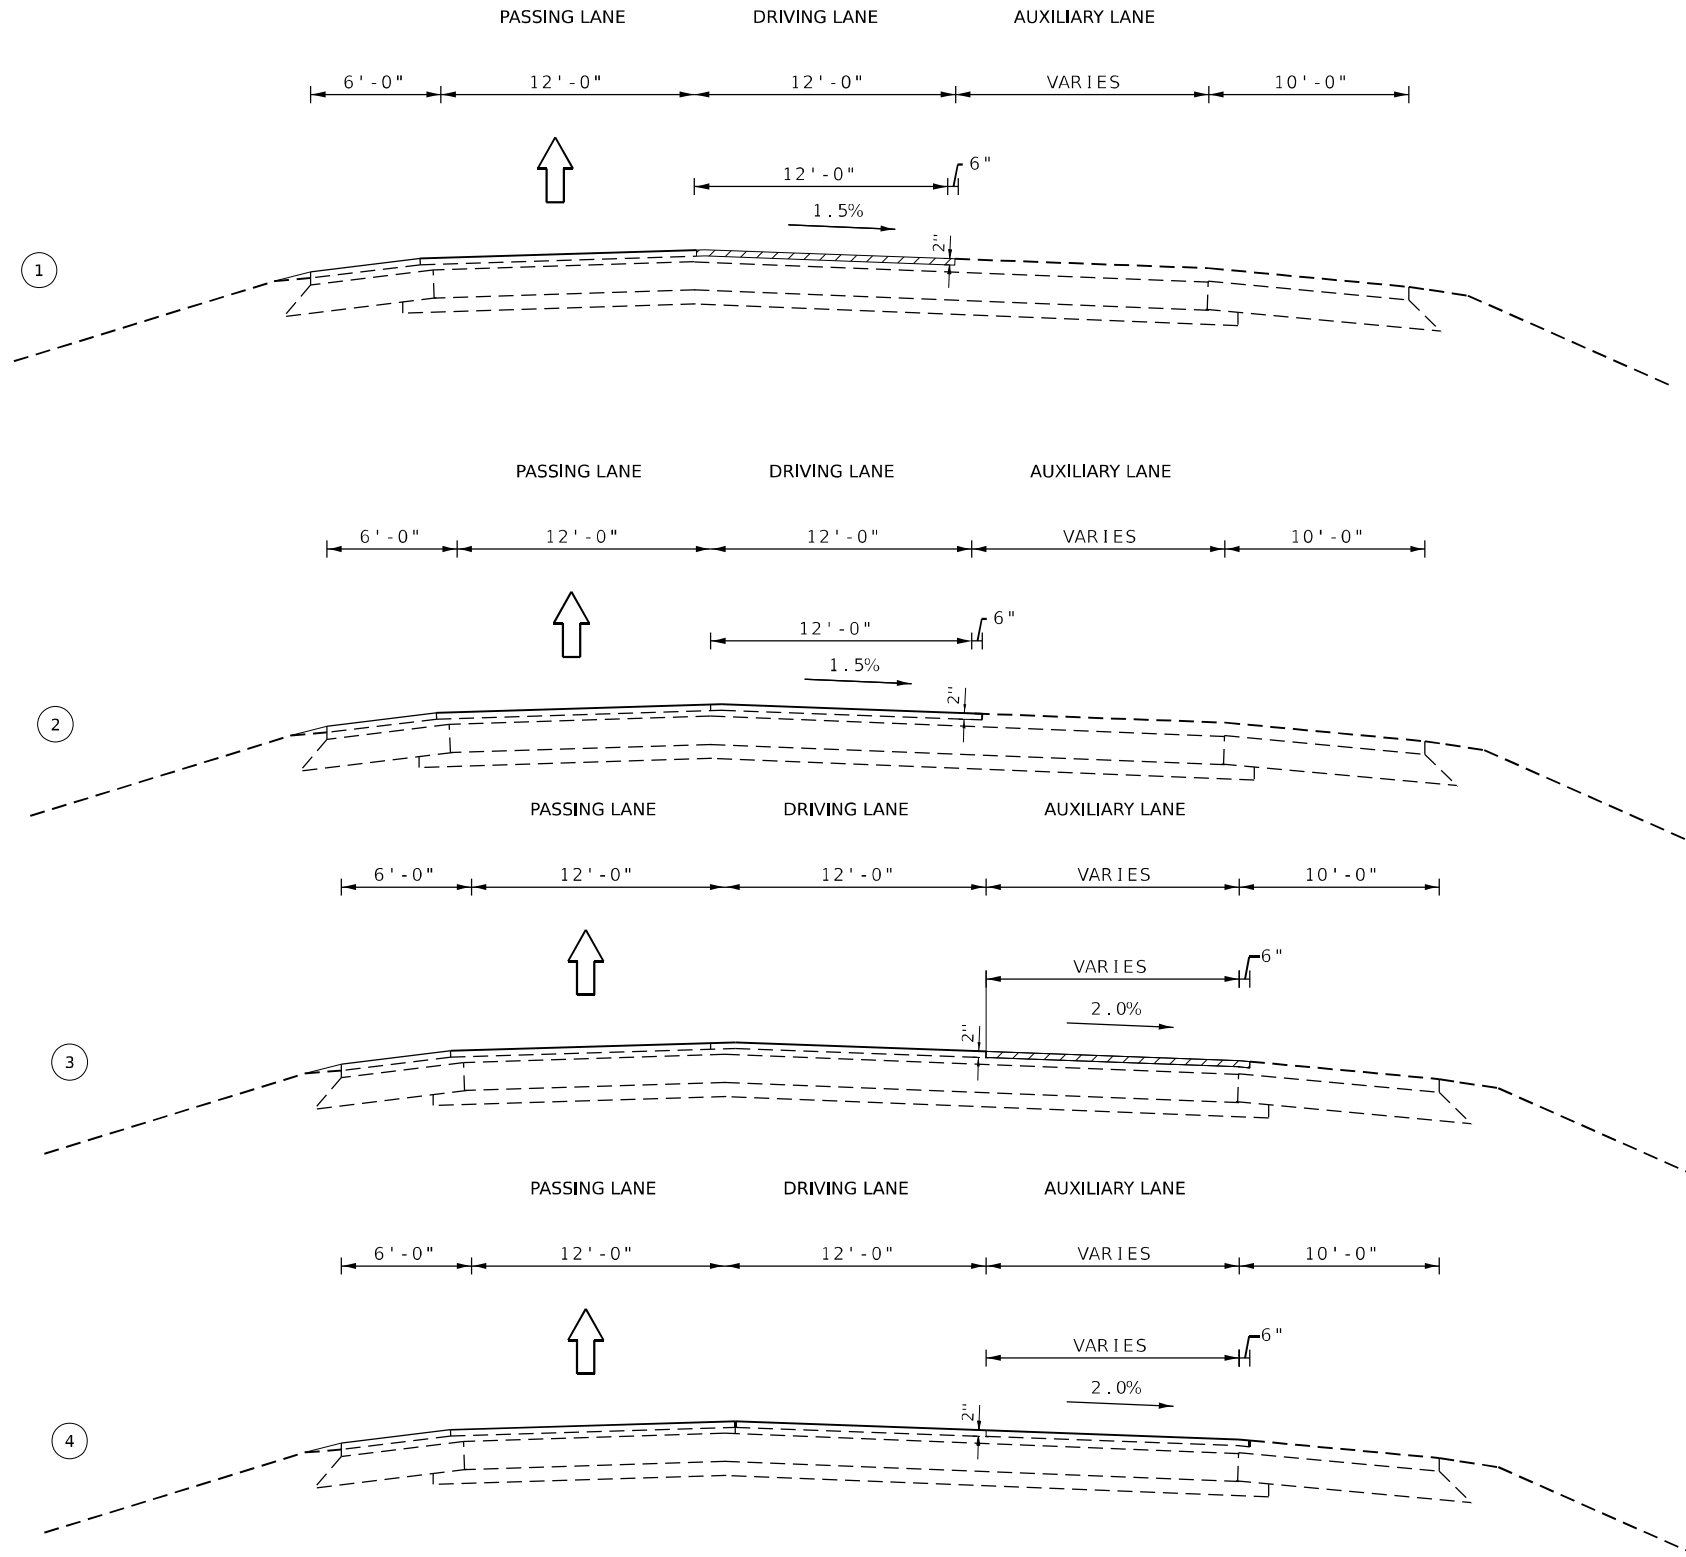 PASSING LANE DRIVING LANE AUXILIARY LANE
6'-0" 12'-0" 12'-0" VARIES 10'-0"
12'-0" 6"
1.5%
2"
1
PASSING LANE DRIVING LANE AUXILIARY LANE
6'-0" 12'-0" 12'-0" VARIES 10'-0"
12'-0" 6"
1.5%
2"
2
PASSING LANE DRIVING LANE AUXILIARY LANE
6'-0" 12'-0" 12'-0" VARIES 10'-0"
VARIES 6"
2.0%
2"
3
PASSING LANE DRIVING LANE AUXILIARY LANE
6'-0" 12'-0" 12'-0" VARIES 10'-0"
VARIES 6"
2.0%
2"
4